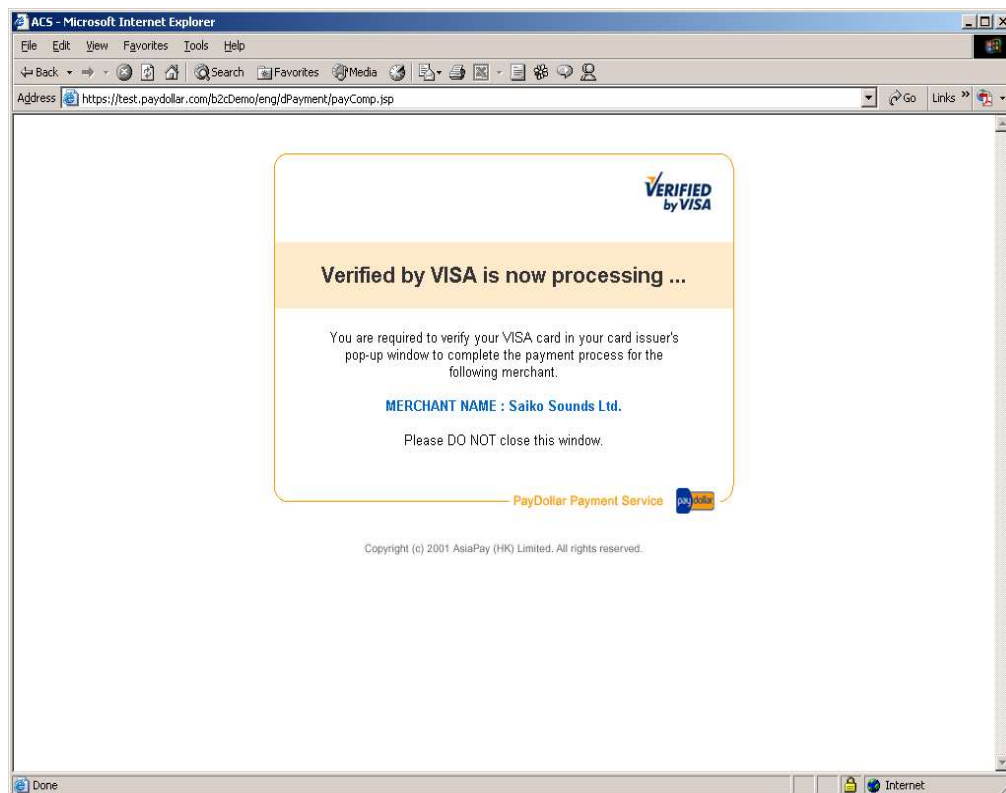 ACS - Microsoft Internet Explorer
File Edit View Favorites Tools Help
Back Search Favorites Media
Address https://test.paydollar.com/b2cDemo/eng/dPayment/payComp.jsp Go Links »
VERIFIED
by VISA
Verified by VISA is now processing ...
You are required to verify your VISA card in your card issuer's
pop-up window to complete the payment process for the
following merchant.
MERCHANT NAME : Saiko Sounds Ltd.
Please DO NOT close this window.
PayDollar Payment Service paydollar
Copyright (c) 2001 AsiaPay (HK) Limited. All rights reserved.
Done Internet